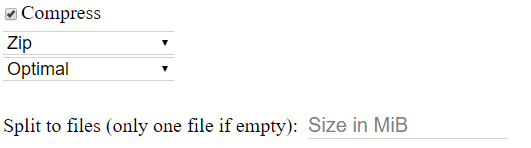 Compress
Zip
Optimal
Split to files (only one file if empty): Size in MiB